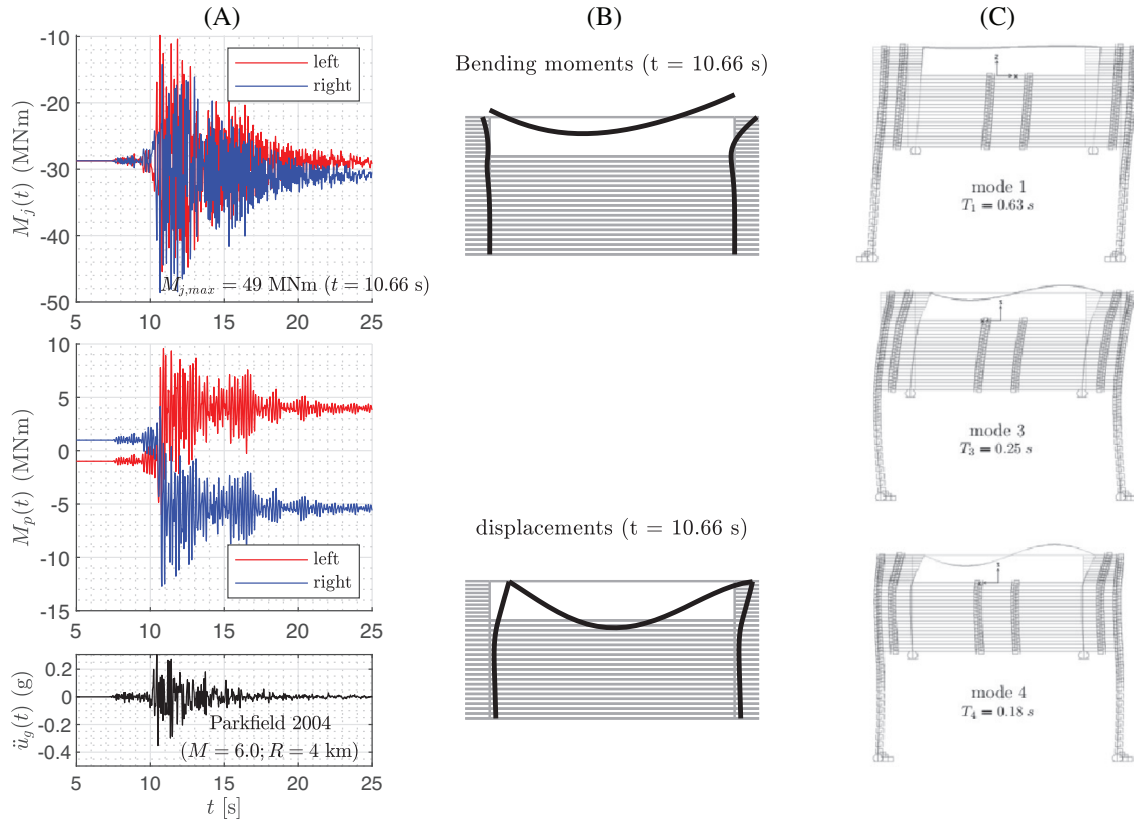 (A)
-10
-20
-30
-40
-50
M_j(t) (MNm)
left
right
M_{j,max} = 49 MNm (t = 10.66 s)
5 10 15 20 25
10
5
0
-5
-10
-15
M_p(t) (MNm)
left
right
5 10 15 20 25
0.2
0
-0.2
-0.4
ü_g(t) (g)
Parkfield 2004
(M = 6.0; R = 4 km)
5 10 15 20 25
t [s]
(B)
Bending moments (t = 10.66 s)
displacements (t = 10.66 s)
(C)
mode 1
T_1 = 0.63 s
mode 3
T_3 = 0.25 s
mode 4
T_4 = 0.18 s